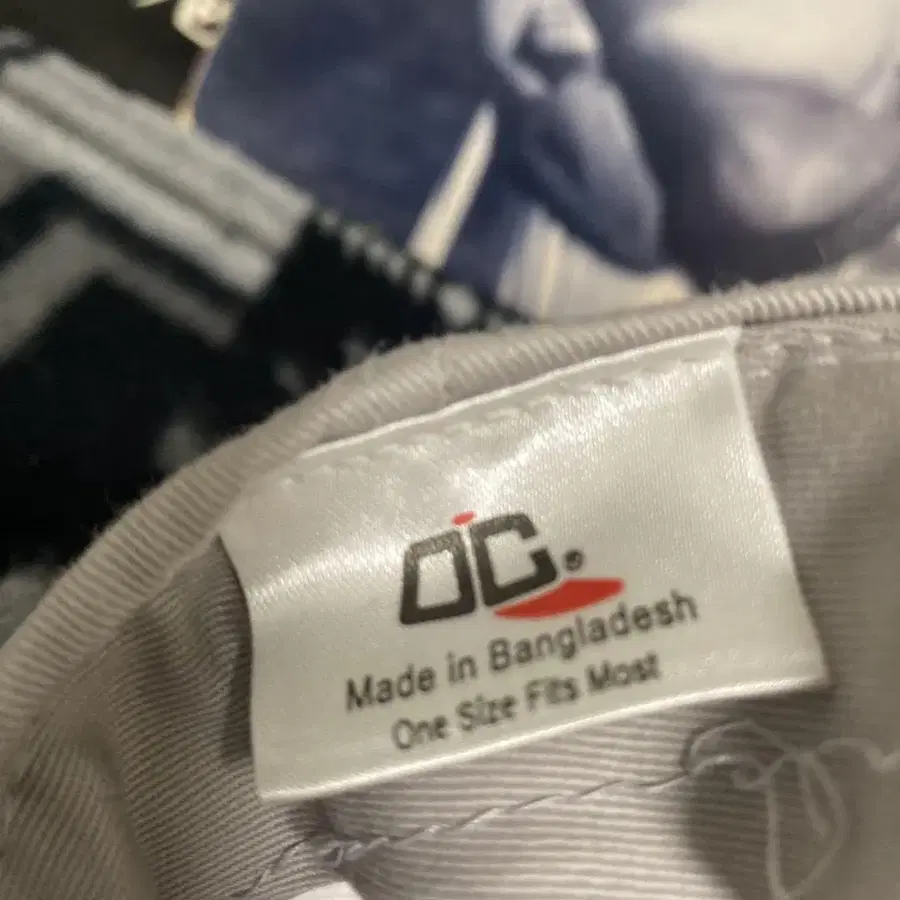 OC®
Made in Bangladesh
One Size Fits Most